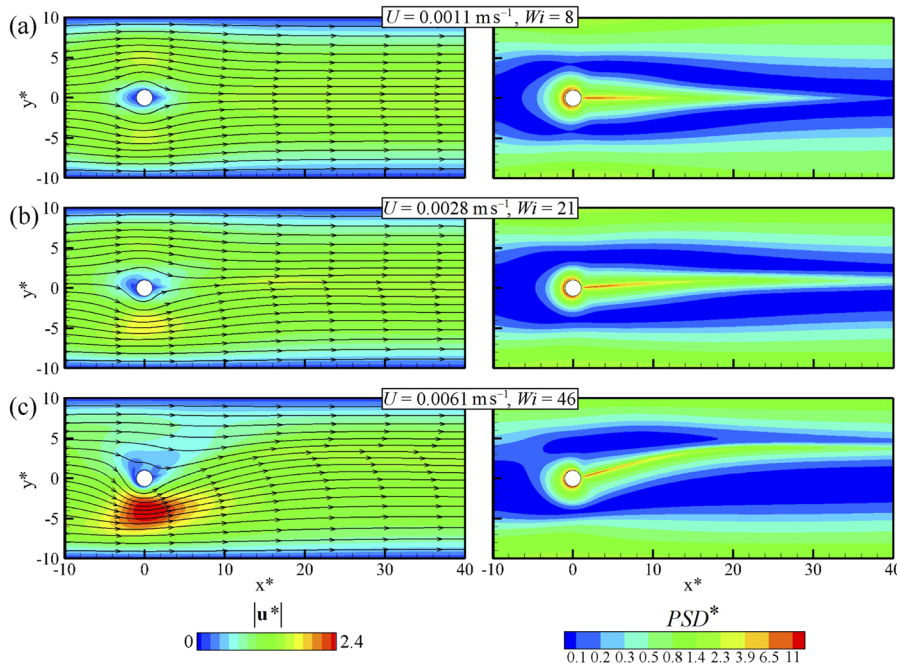 (a)
U = 0.0011 m s⁻¹, Wi = 8
10
5
0
-5
-10
y*
(b)
U = 0.0028 m s⁻¹, Wi = 21
10
5
0
-5
-10
y*
(c)
U = 0.0061 m s⁻¹, Wi = 46
10
5
0
-5
-10
y*
-10 0 10 20 30 40
-10 0 10 20 30 40
x* x*
|u*|
0 2.4
PSD*
0.1 0.2 0.3 0.5 0.8 1.4 2.3 3.9 6.5 11